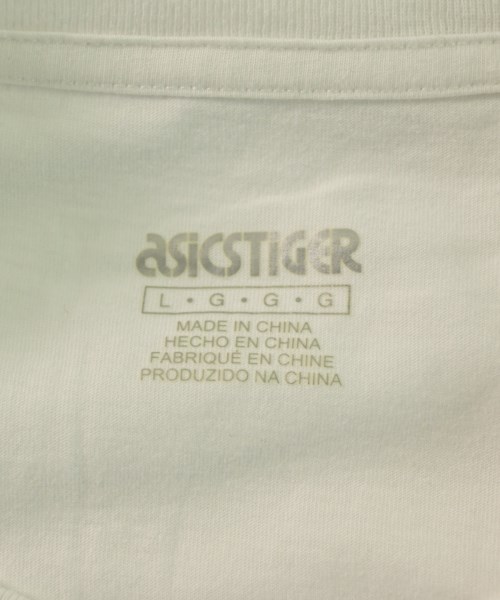 asicsTIGER
L • G • G • G
MADE IN CHINA
HECHO EN CHINA
FABRIQUÉ EN CHINE
PRODUZIDO NA CHINA